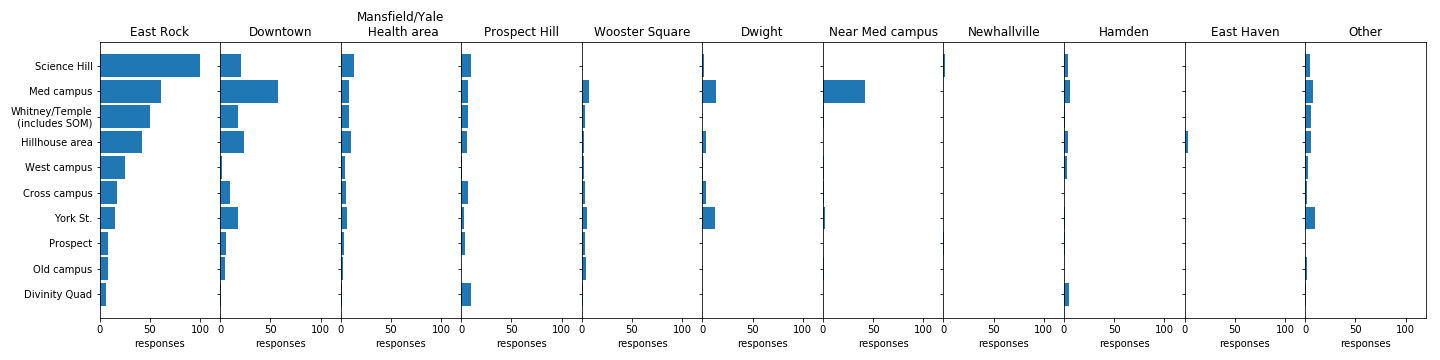 Mansfield/Yale
East Rock Downtown Health area Prospect Hill Wooster Square Dwight Near Med campus Newhallville Hamden East Haven Other
Science Hill
Med campus
Whitney/Temple
(includes SOM)
Hillhouse area
West campus
Cross campus
York St.
Prospect
Old campus
Divinity Quad
0 50 100 0 50 100 0 50 100 0 50 100 0 50 100 0 50 100 0 50 100 0 50 100 0 50 100 0 50 100 0 50 100
responses responses responses responses responses responses responses responses responses responses responses